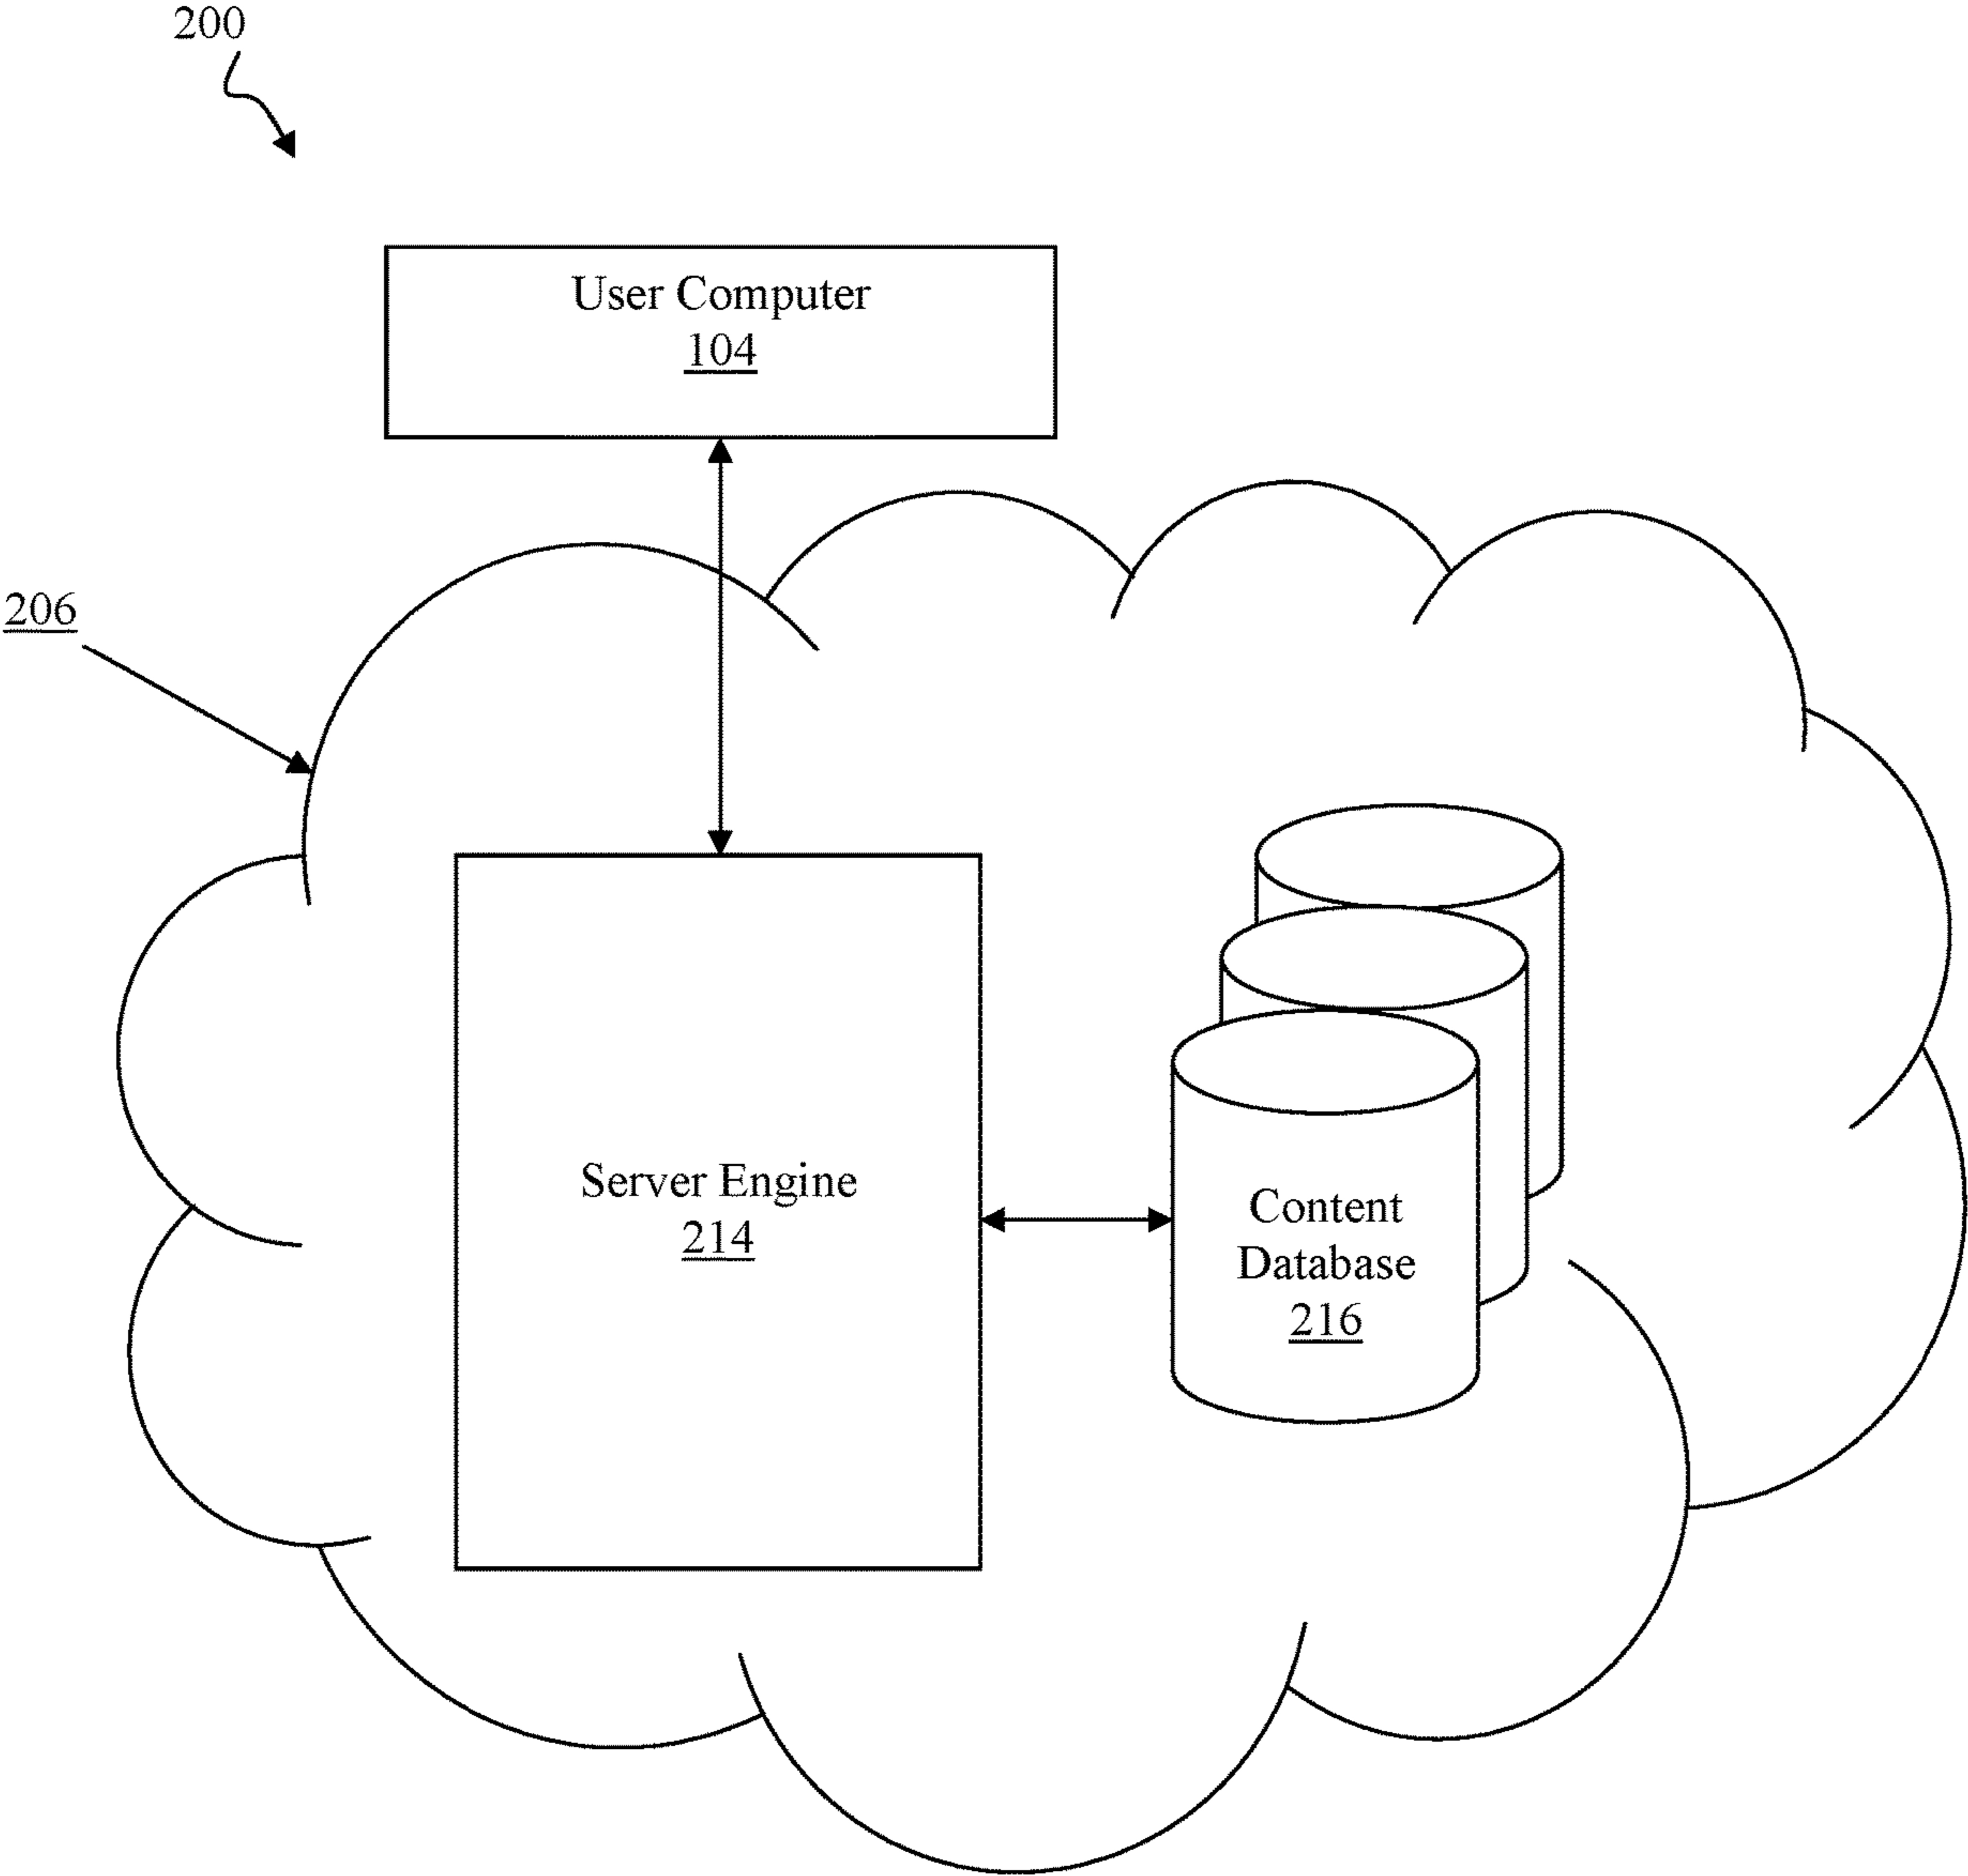 200
User Computer
104
206
Server Engine
214
Content
Database
216